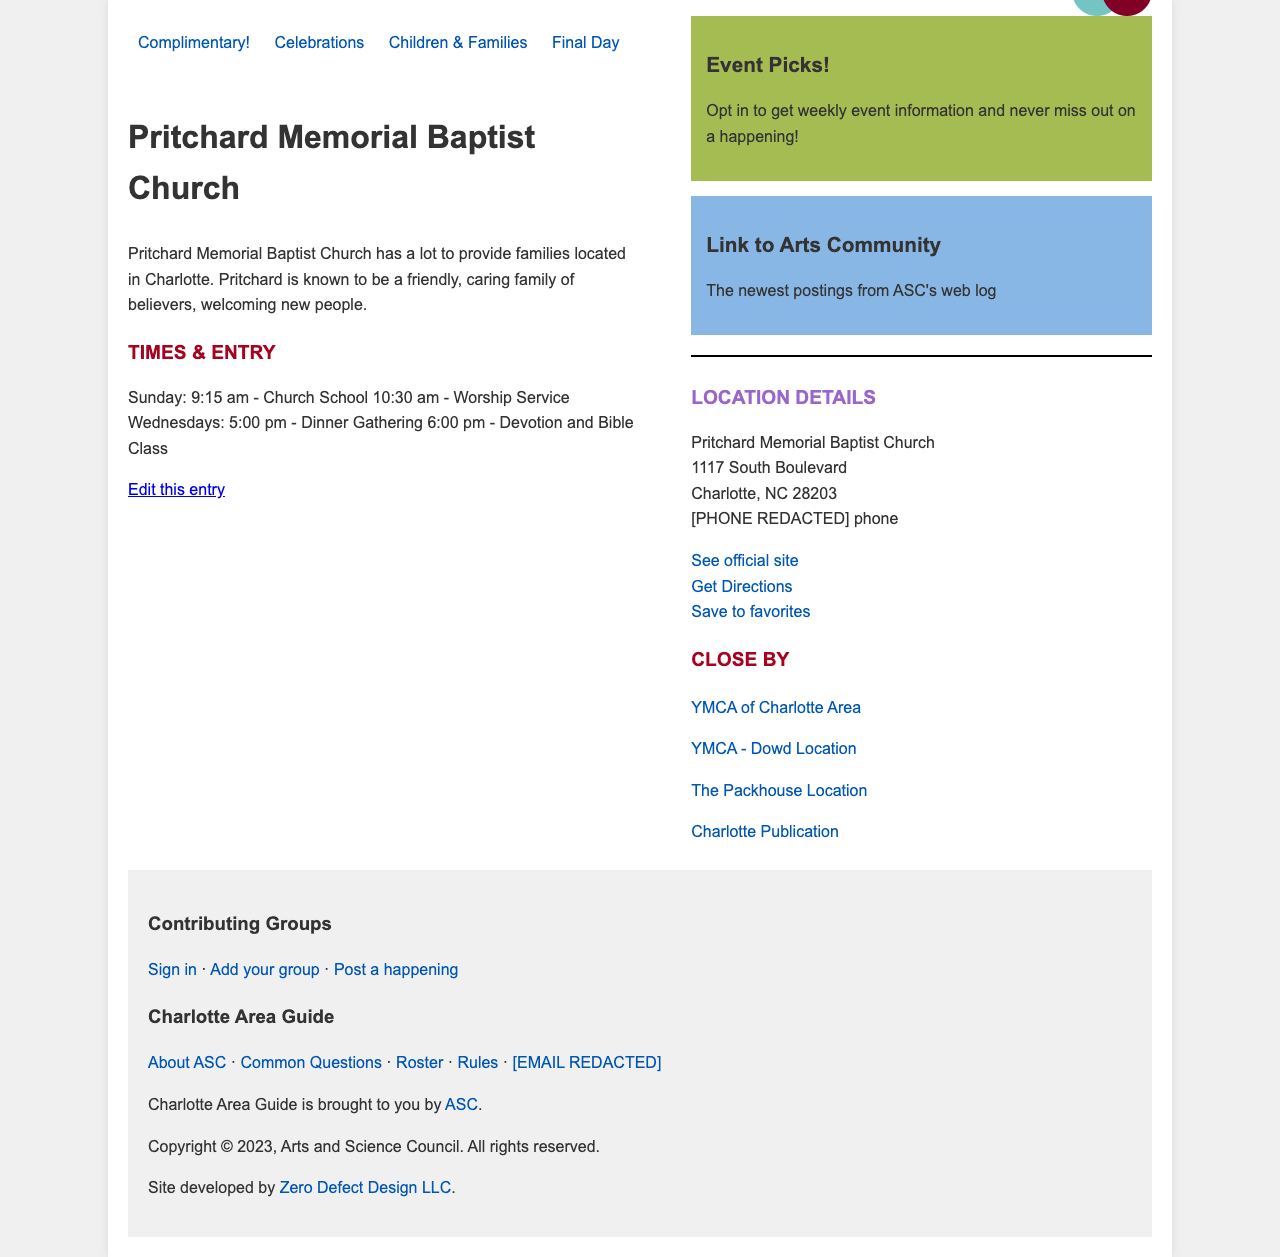 Complimentary! Celebrations Children & Families Final Day
Pritchard Memorial Baptist
Church
Pritchard Memorial Baptist Church has a lot to provide families located
in Charlotte. Pritchard is known to be a friendly, caring family of
believers, welcoming new people.
TIMES & ENTRY
Sunday: 9:15 am - Church School 10:30 am - Worship Service
Wednesdays: 5:00 pm - Dinner Gathering 6:00 pm - Devotion and Bible
Class
Edit this entry
Event Picks!
Opt in to get weekly event information and never miss out on
a happening!
Link to Arts Community
The newest postings from ASC's web log
LOCATION DETAILS
Pritchard Memorial Baptist Church
1117 South Boulevard
Charlotte, NC 28203
[PHONE REDACTED] phone
See official site
Get Directions
Save to favorites
CLOSE BY
YMCA of Charlotte Area
YMCA - Dowd Location
The Packhouse Location
Charlotte Publication
Contributing Groups
Sign in · Add your group · Post a happening
Charlotte Area Guide
About ASC · Common Questions · Roster · Rules · [EMAIL REDACTED]
Charlotte Area Guide is brought to you by ASC.
Copyright © 2023, Arts and Science Council. All rights reserved.
Site developed by Zero Defect Design LLC.